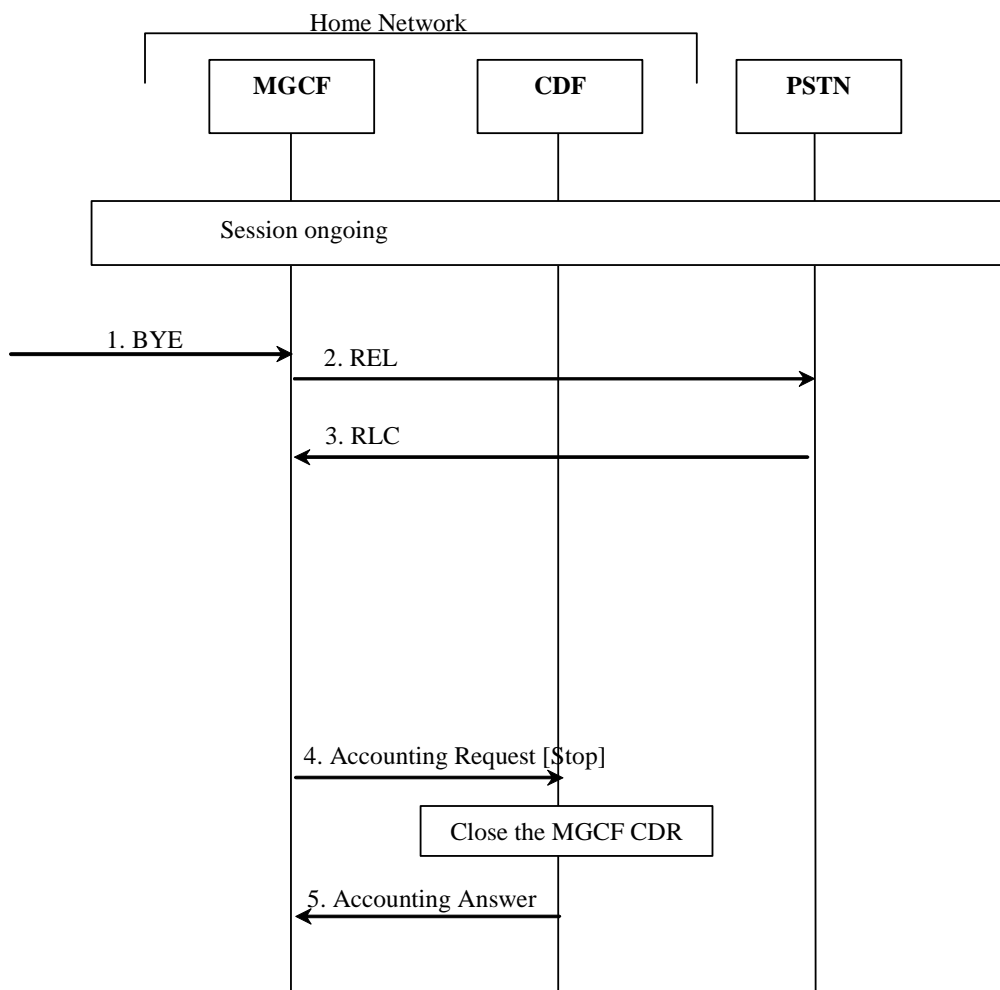 Home Network
MGCF
CDF
PSTN
Session ongoing
1. BYE
2. REL
3. RLC
4. Accounting Request [Stop]
Close the MGCF CDR
5. Accounting Answer